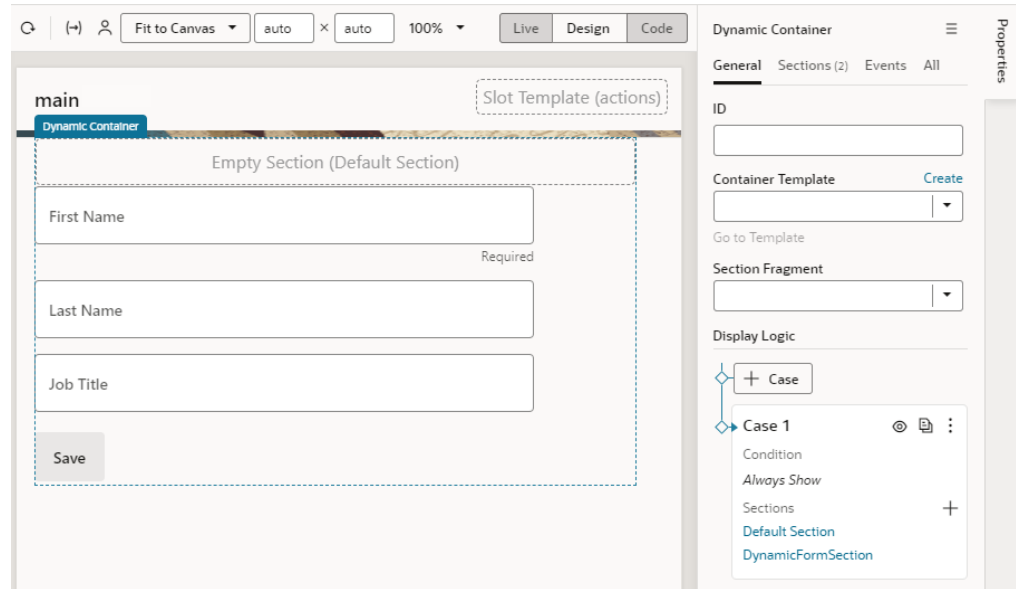 Fit to Canvas auto × auto 100% Live Design Code
main
Slot Template (actions)
Dynamic Container
Empty Section (Default Section)
First Name
Required
Last Name
Job Title
Save
Dynamic Container
General Sections (2) Events All
ID
Container Template Create
Go to Template
Section Fragment
Display Logic
+ Case
Case 1
Condition
Always Show
Sections +
Default Section
DynamicFormSection
Properties